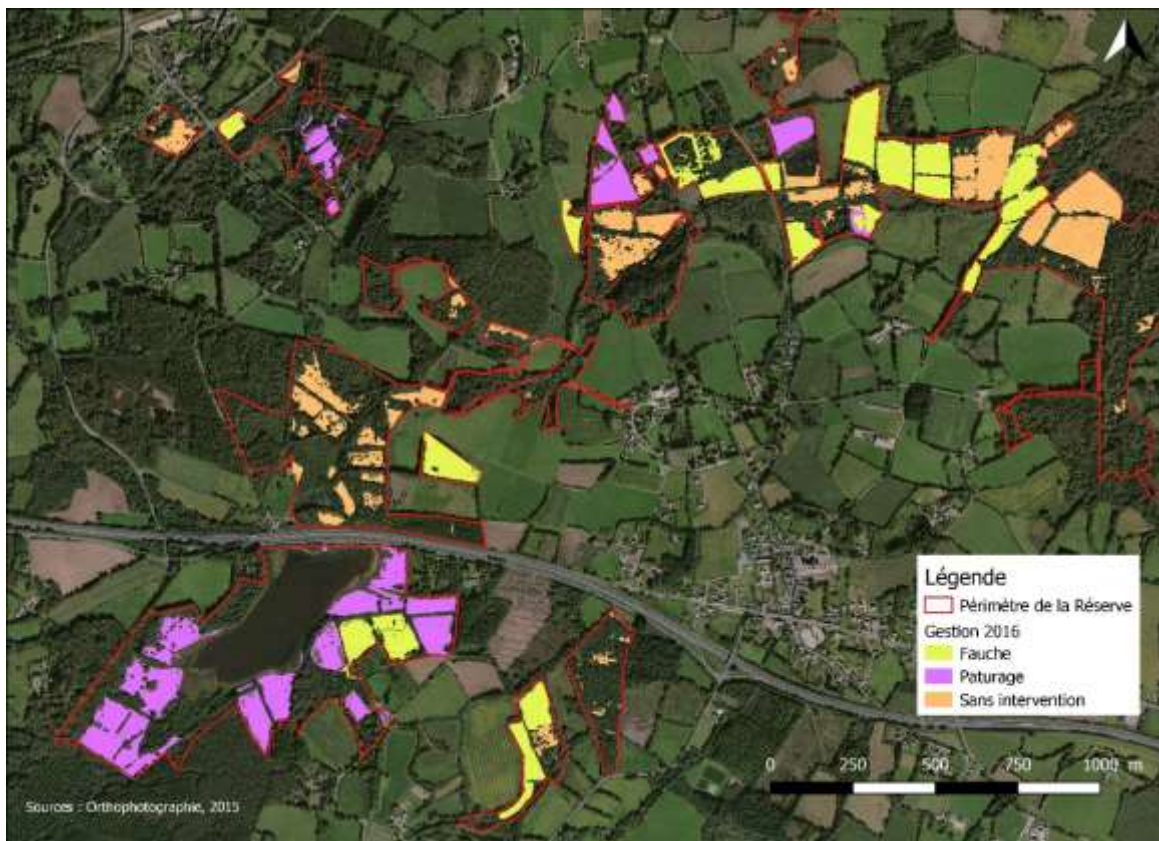 Légende
Périmètre de la Réserve
Gestion 2016
Fauche
Paturage
Sans intervention
0 250 500 750 1000 m
Sources : Orthophotographie, 2015